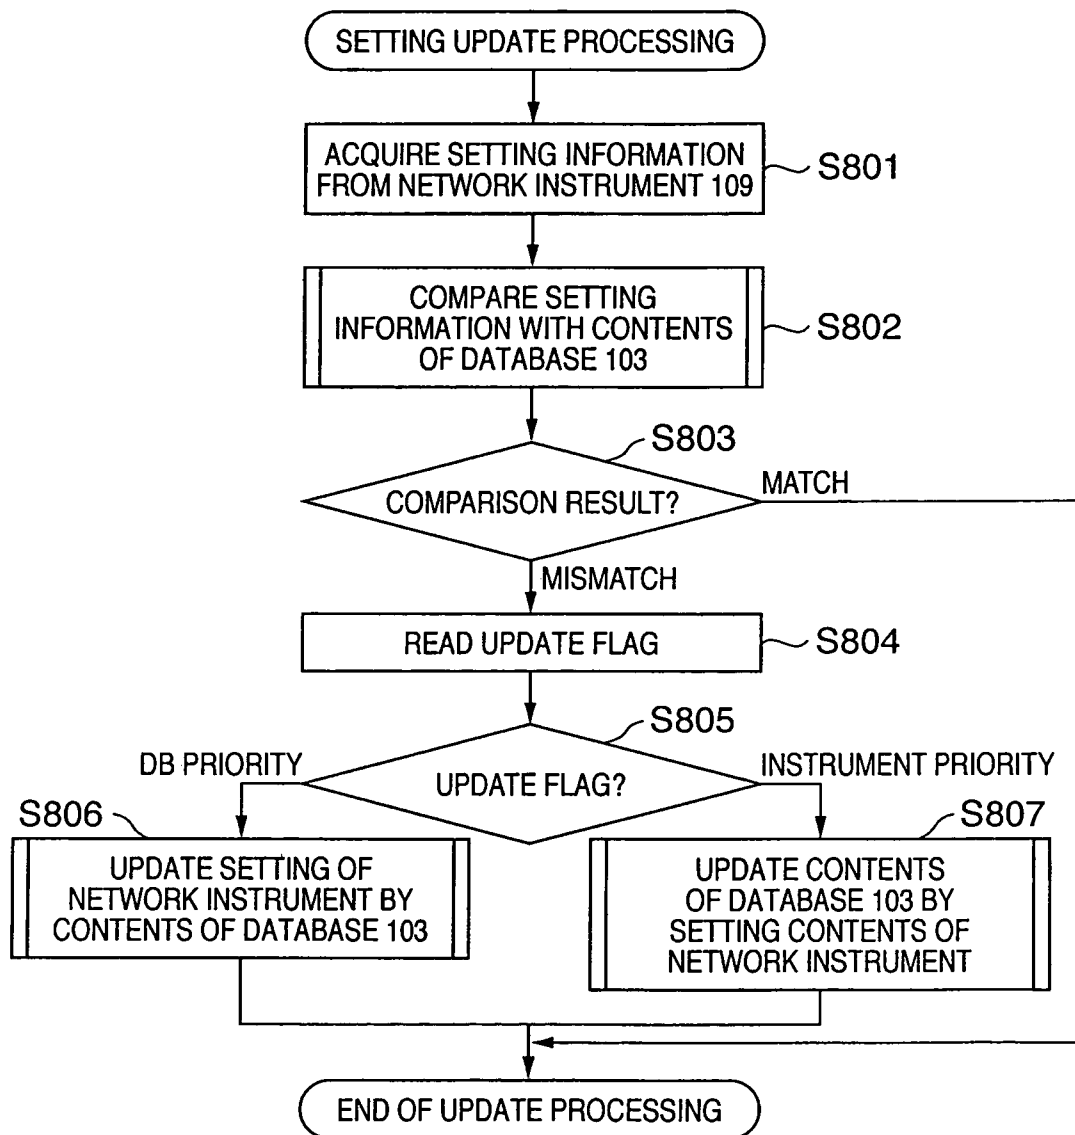 SETTING UPDATE PROCESSING
ACQUIRE SETTING INFORMATION
FROM NETWORK INSTRUMENT 109
S801
COMPARE SETTING
INFORMATION WITH CONTENTS
OF DATABASE 103
S802
S803
COMPARISON RESULT?
MATCH
MISMATCH
READ UPDATE FLAG
S804
S805
DB PRIORITY
UPDATE FLAG?
INSTRUMENT PRIORITY
S806
UPDATE SETTING OF
NETWORK INSTRUMENT BY
CONTENTS OF DATABASE 103
S807
UPDATE CONTENTS
OF DATABASE 103 BY
SETTING CONTENTS OF
NETWORK INSTRUMENT
END OF UPDATE PROCESSING